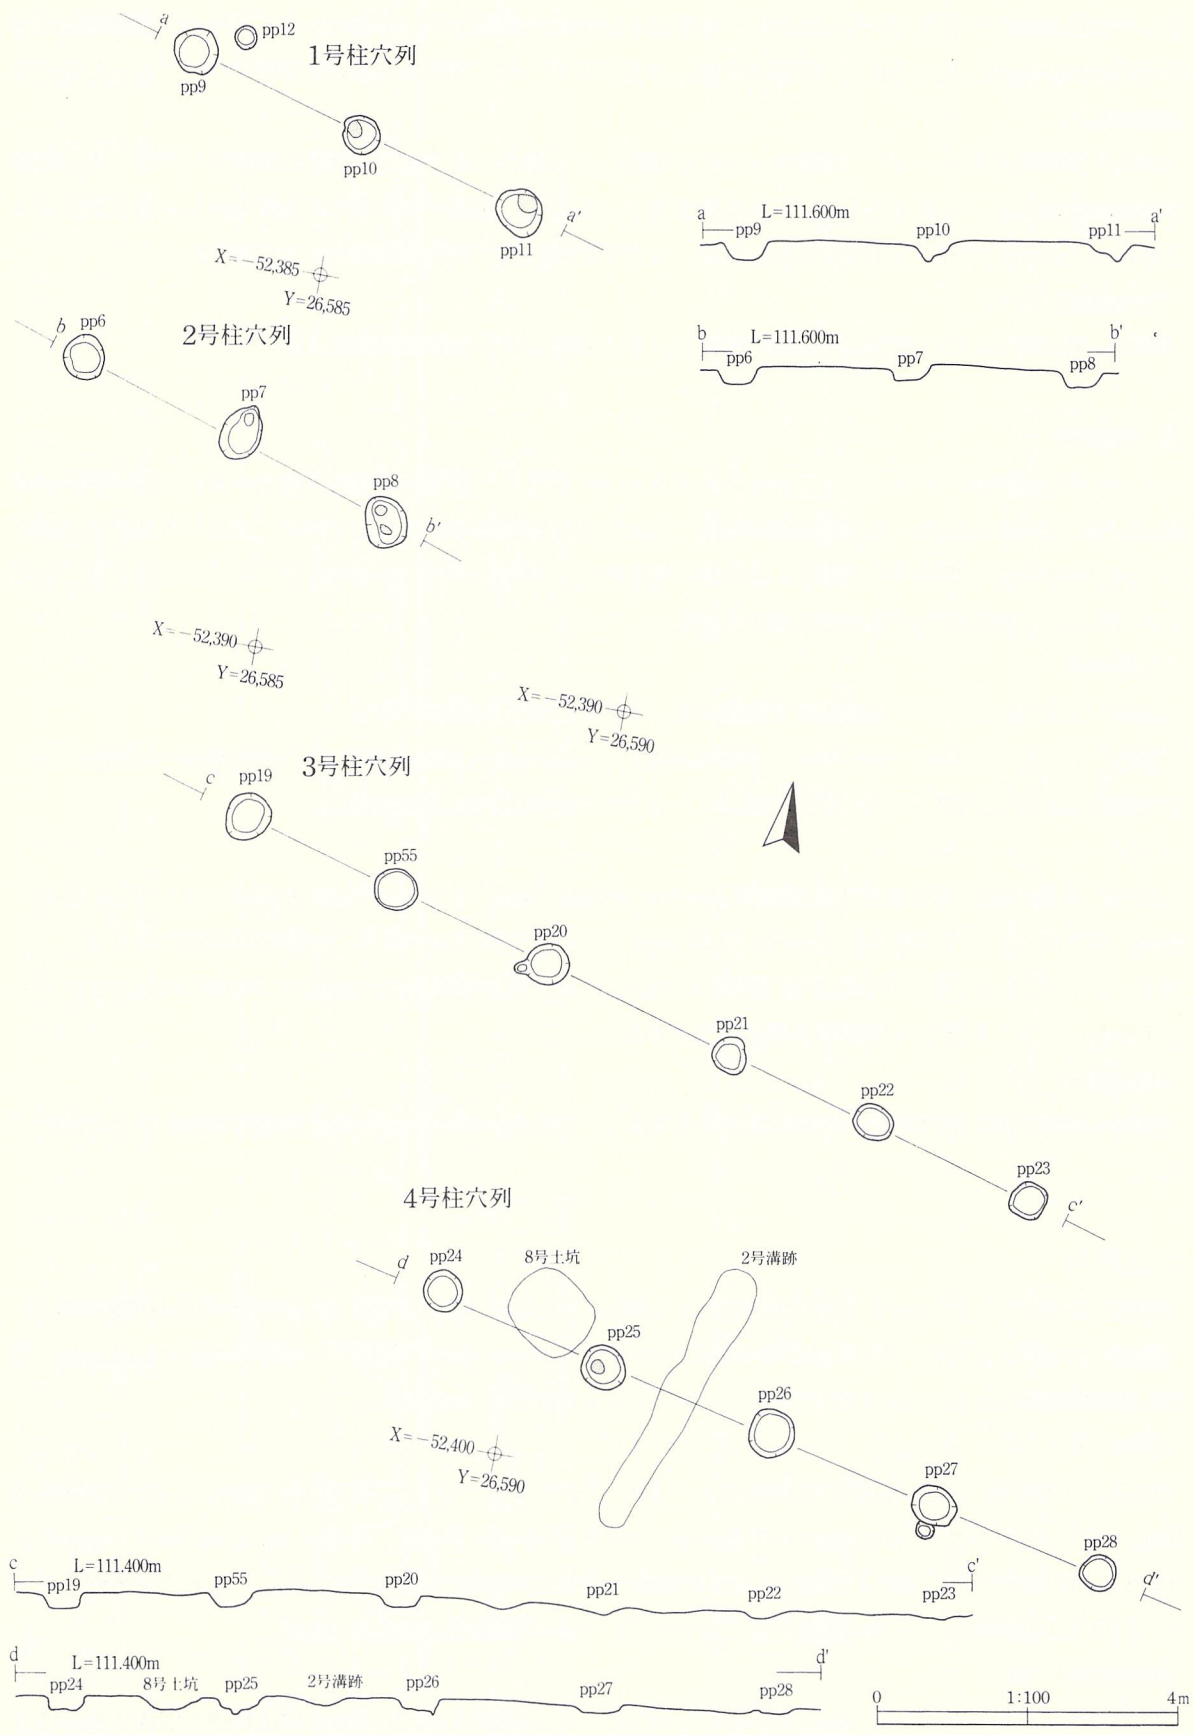 a
pp12
1号柱穴列
pp9
pp10
pp11
a'
a L=111.600m a'
pp9 pp10 pp11
X=-52,385
Y=26,585
b pp6
2号柱穴列
pp7
pp8
b'
b L=111.600m b'
pp6 pp7 pp8
X=-52,390
Y=26,585
X=-52,390
Y=26,590
3号柱穴列
c pp19
pp55
pp20
pp21
pp22
pp23
c'
4号柱穴列
d pp24 8号土坑 2号溝跡
pp25
pp26
X=-52,400
Y=26,590
pp27
pp28
d'
c L=111.400m c'
pp19 pp55 pp20 pp21 pp22 pp23
d L=111.400m d'
pp24 8号土坑 pp25 2号溝跡 pp26 pp27 pp28
0 1:100 4m